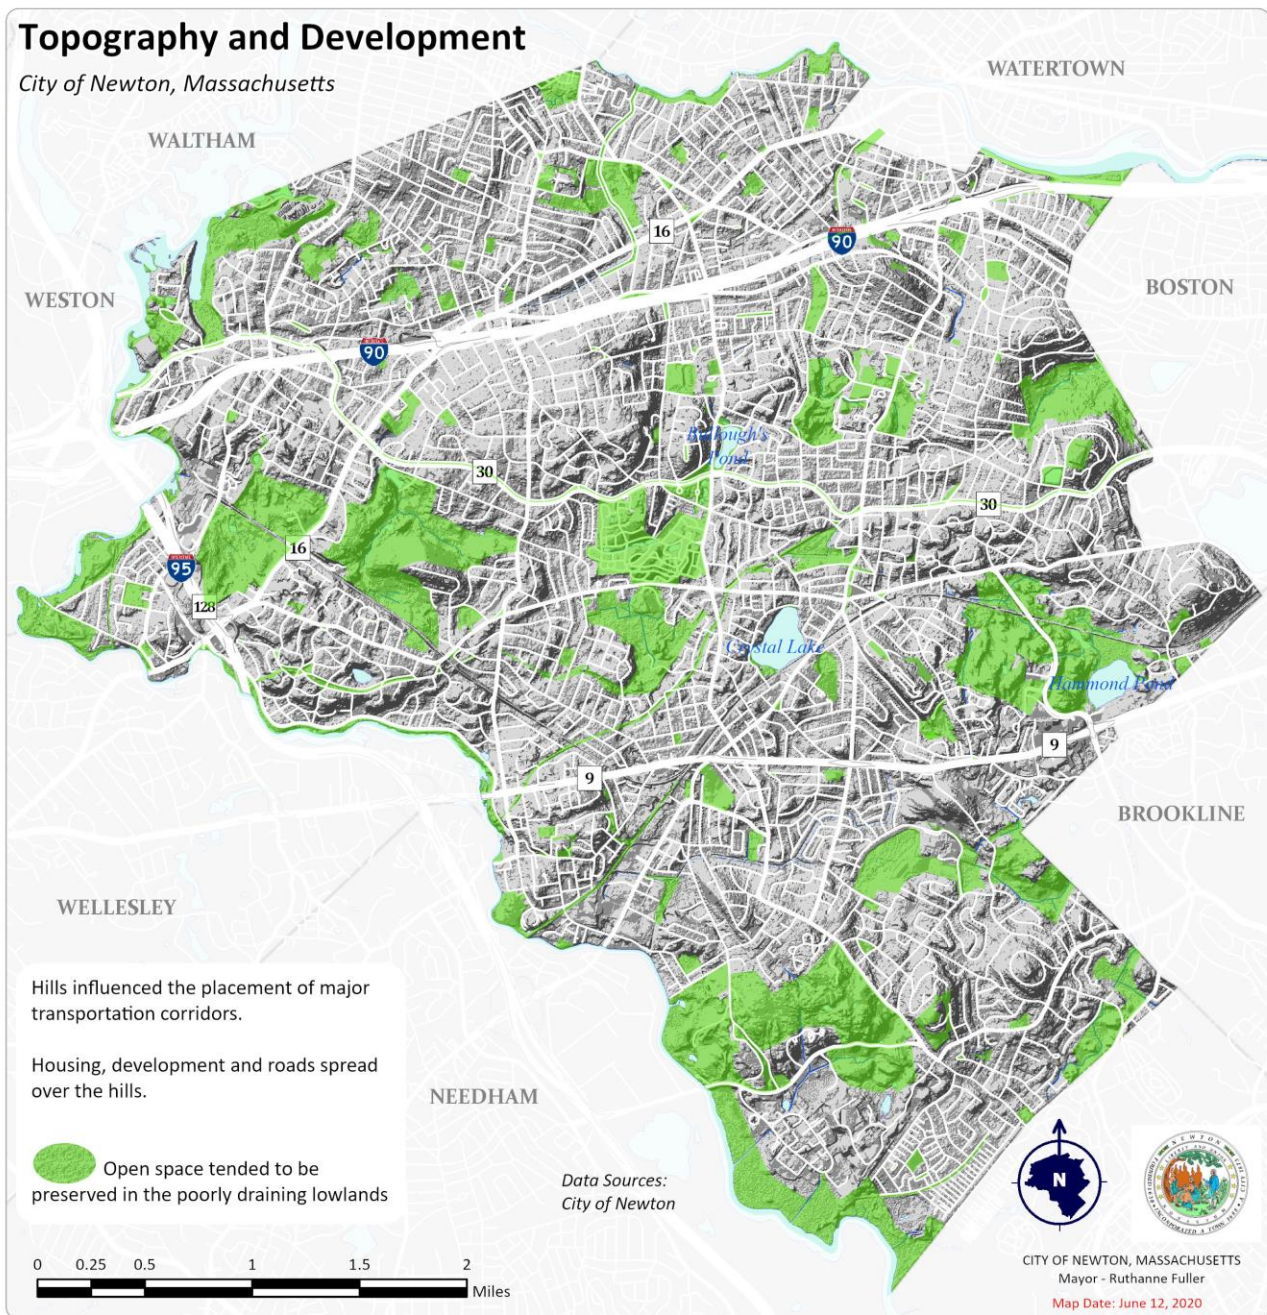 Topography and Development
City of Newton, Massachusetts
WATERTOWN
WALTHAM
16
90
WESTON
BOSTON
90
Bullough's
Pond
30
30
16
95
128
Crystal Lake
Hammond Pond
9
9
BROOKLINE
WELLESLEY
Hills influenced the placement of major
transportation corridors.
Housing, development and roads spread
over the hills.
NEEDHAM
Open space tended to be
preserved in the poorly draining lowlands
Data Sources:
City of Newton
N
0 0.25 0.5 1 1.5 2
Miles
CITY OF NEWTON, MASSACHUSETTS
Mayor - Ruthanne Fuller
Map Date: June 12, 2020